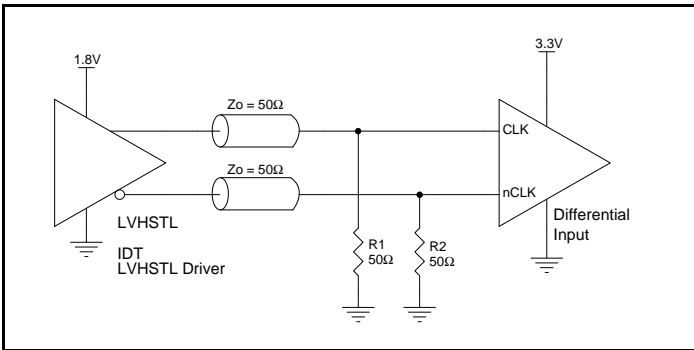 1.8V
3.3V
Zo = 50Ω
CLK
Zo = 50Ω
nCLK
LVHSTL
IDT
LVHSTL Driver
R1
50Ω
R2
50Ω
Differential
Input